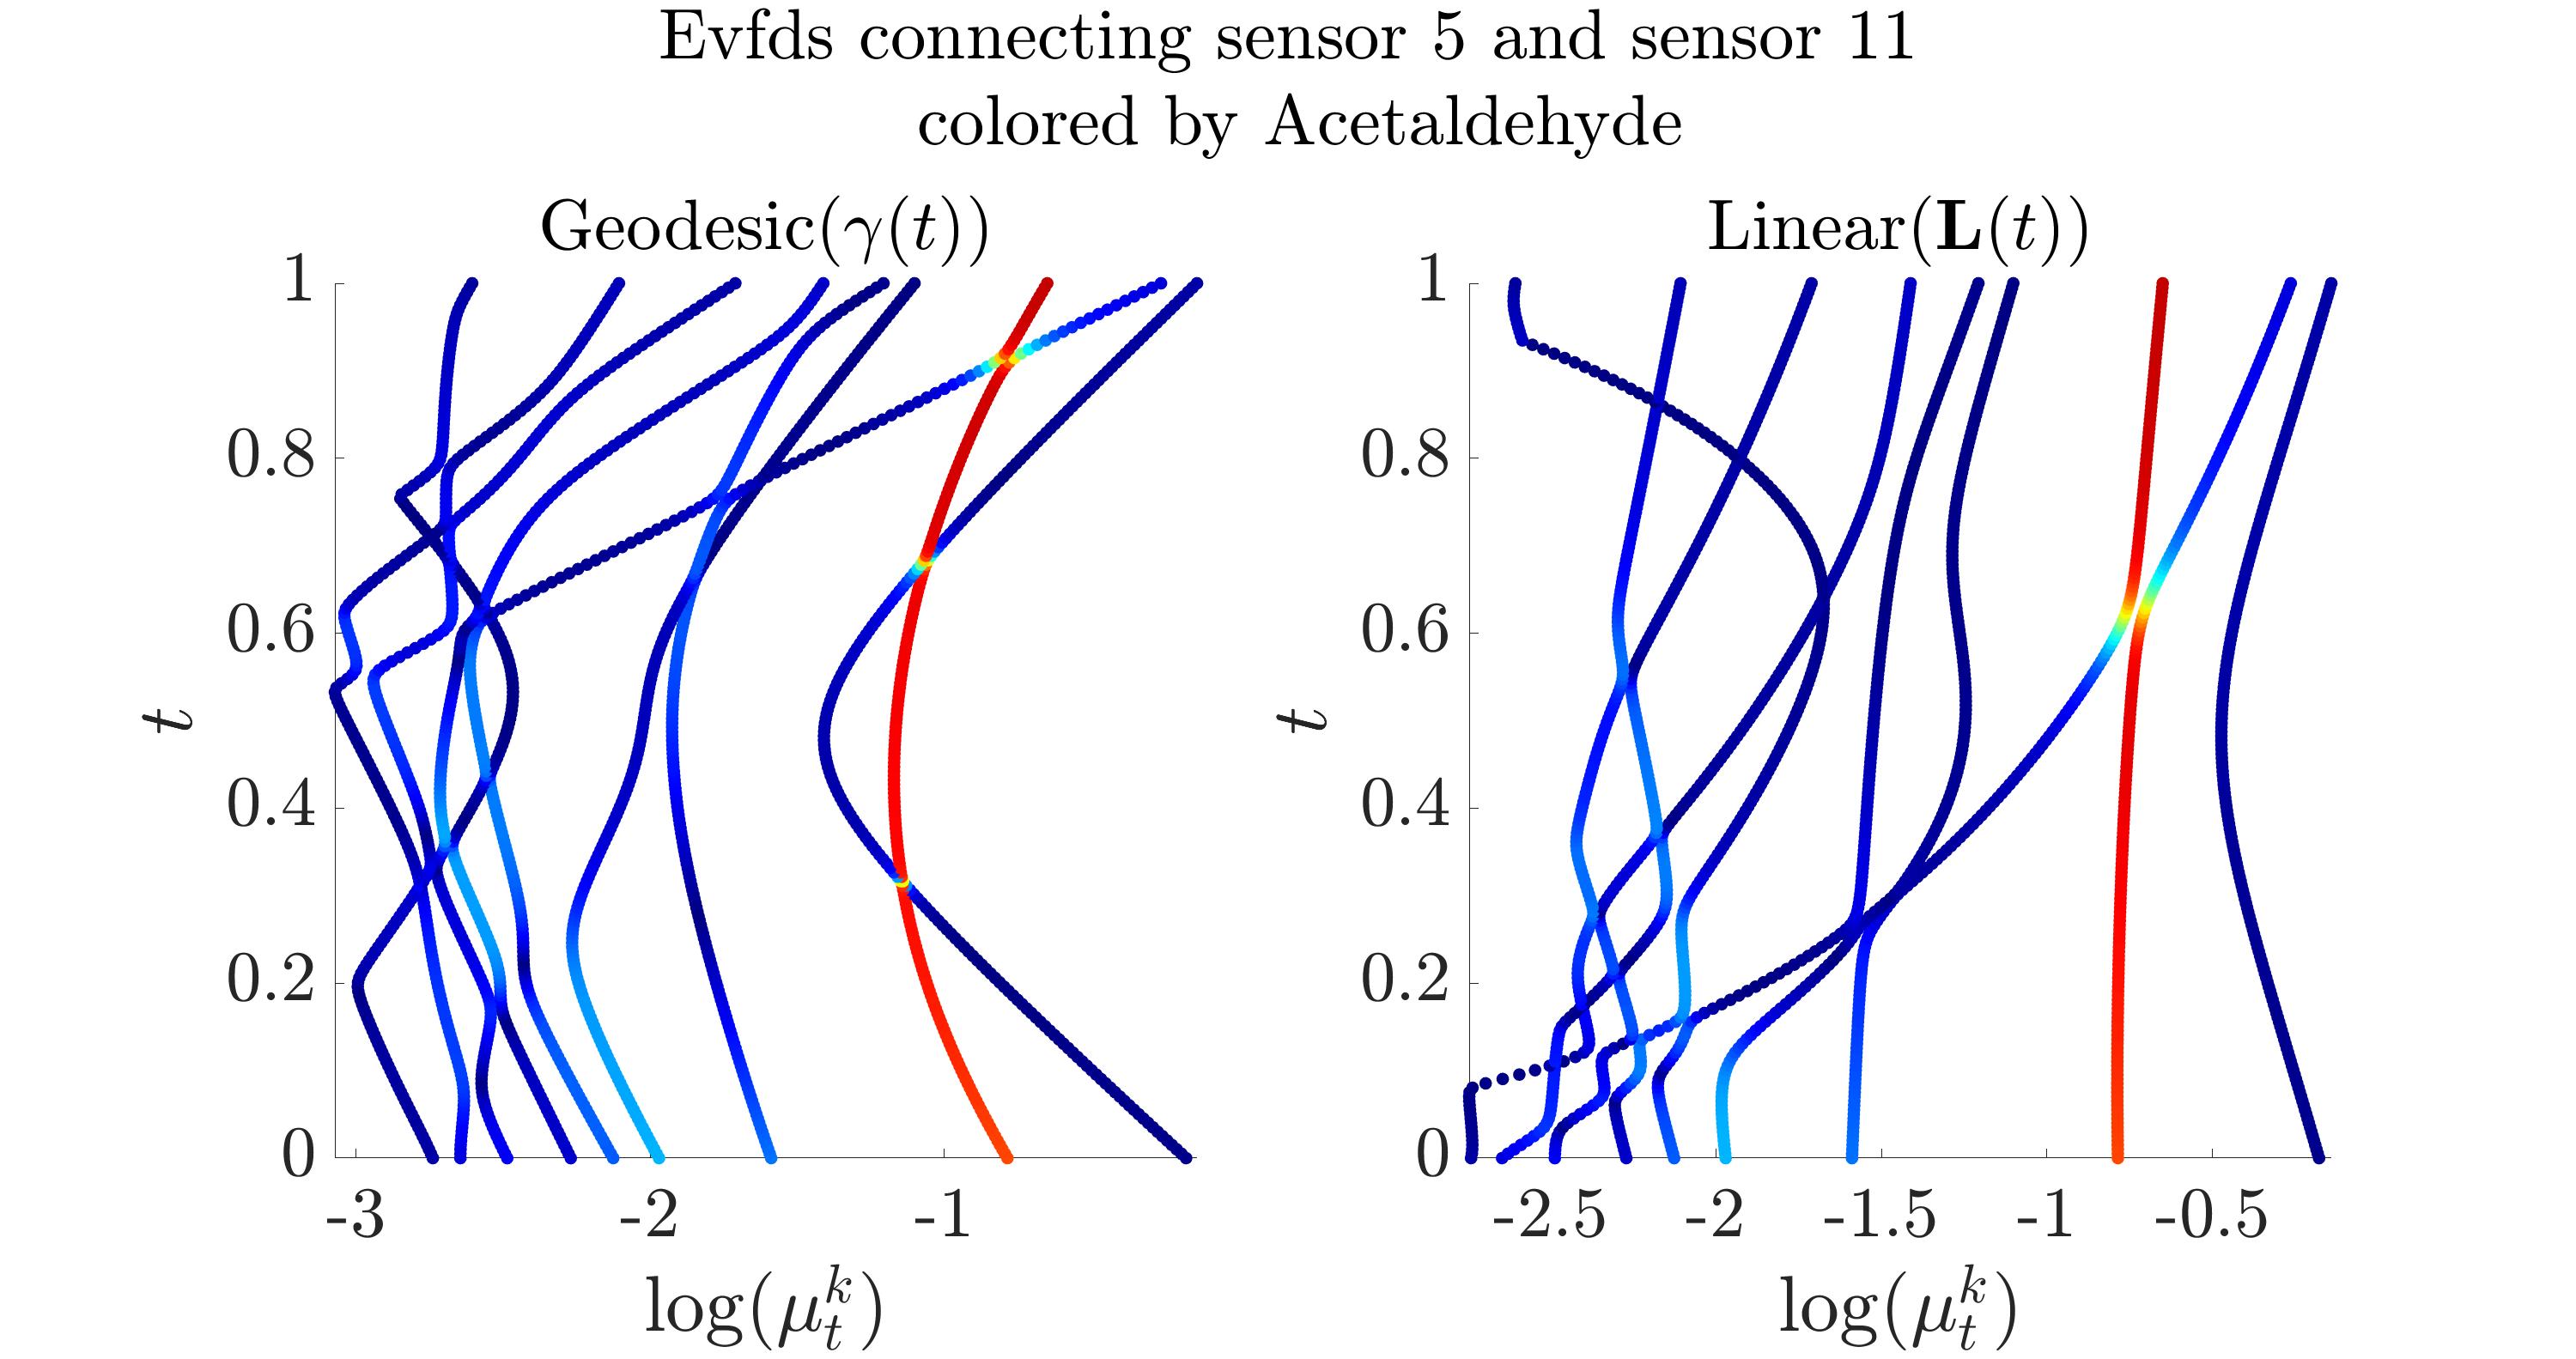 Evfds connecting sensor 5 and sensor 11
colored by Acetaldehyde
Geodesic(γ(t))
1
0.8
0.6
0.4
0.2
0
t
-3 -2 -1
log(μ_t^k)
Linear(L(t))
1
0.8
0.6
0.4
0.2
0
t
-2.5 -2 -1.5 -1 -0.5
log(μ_t^k)